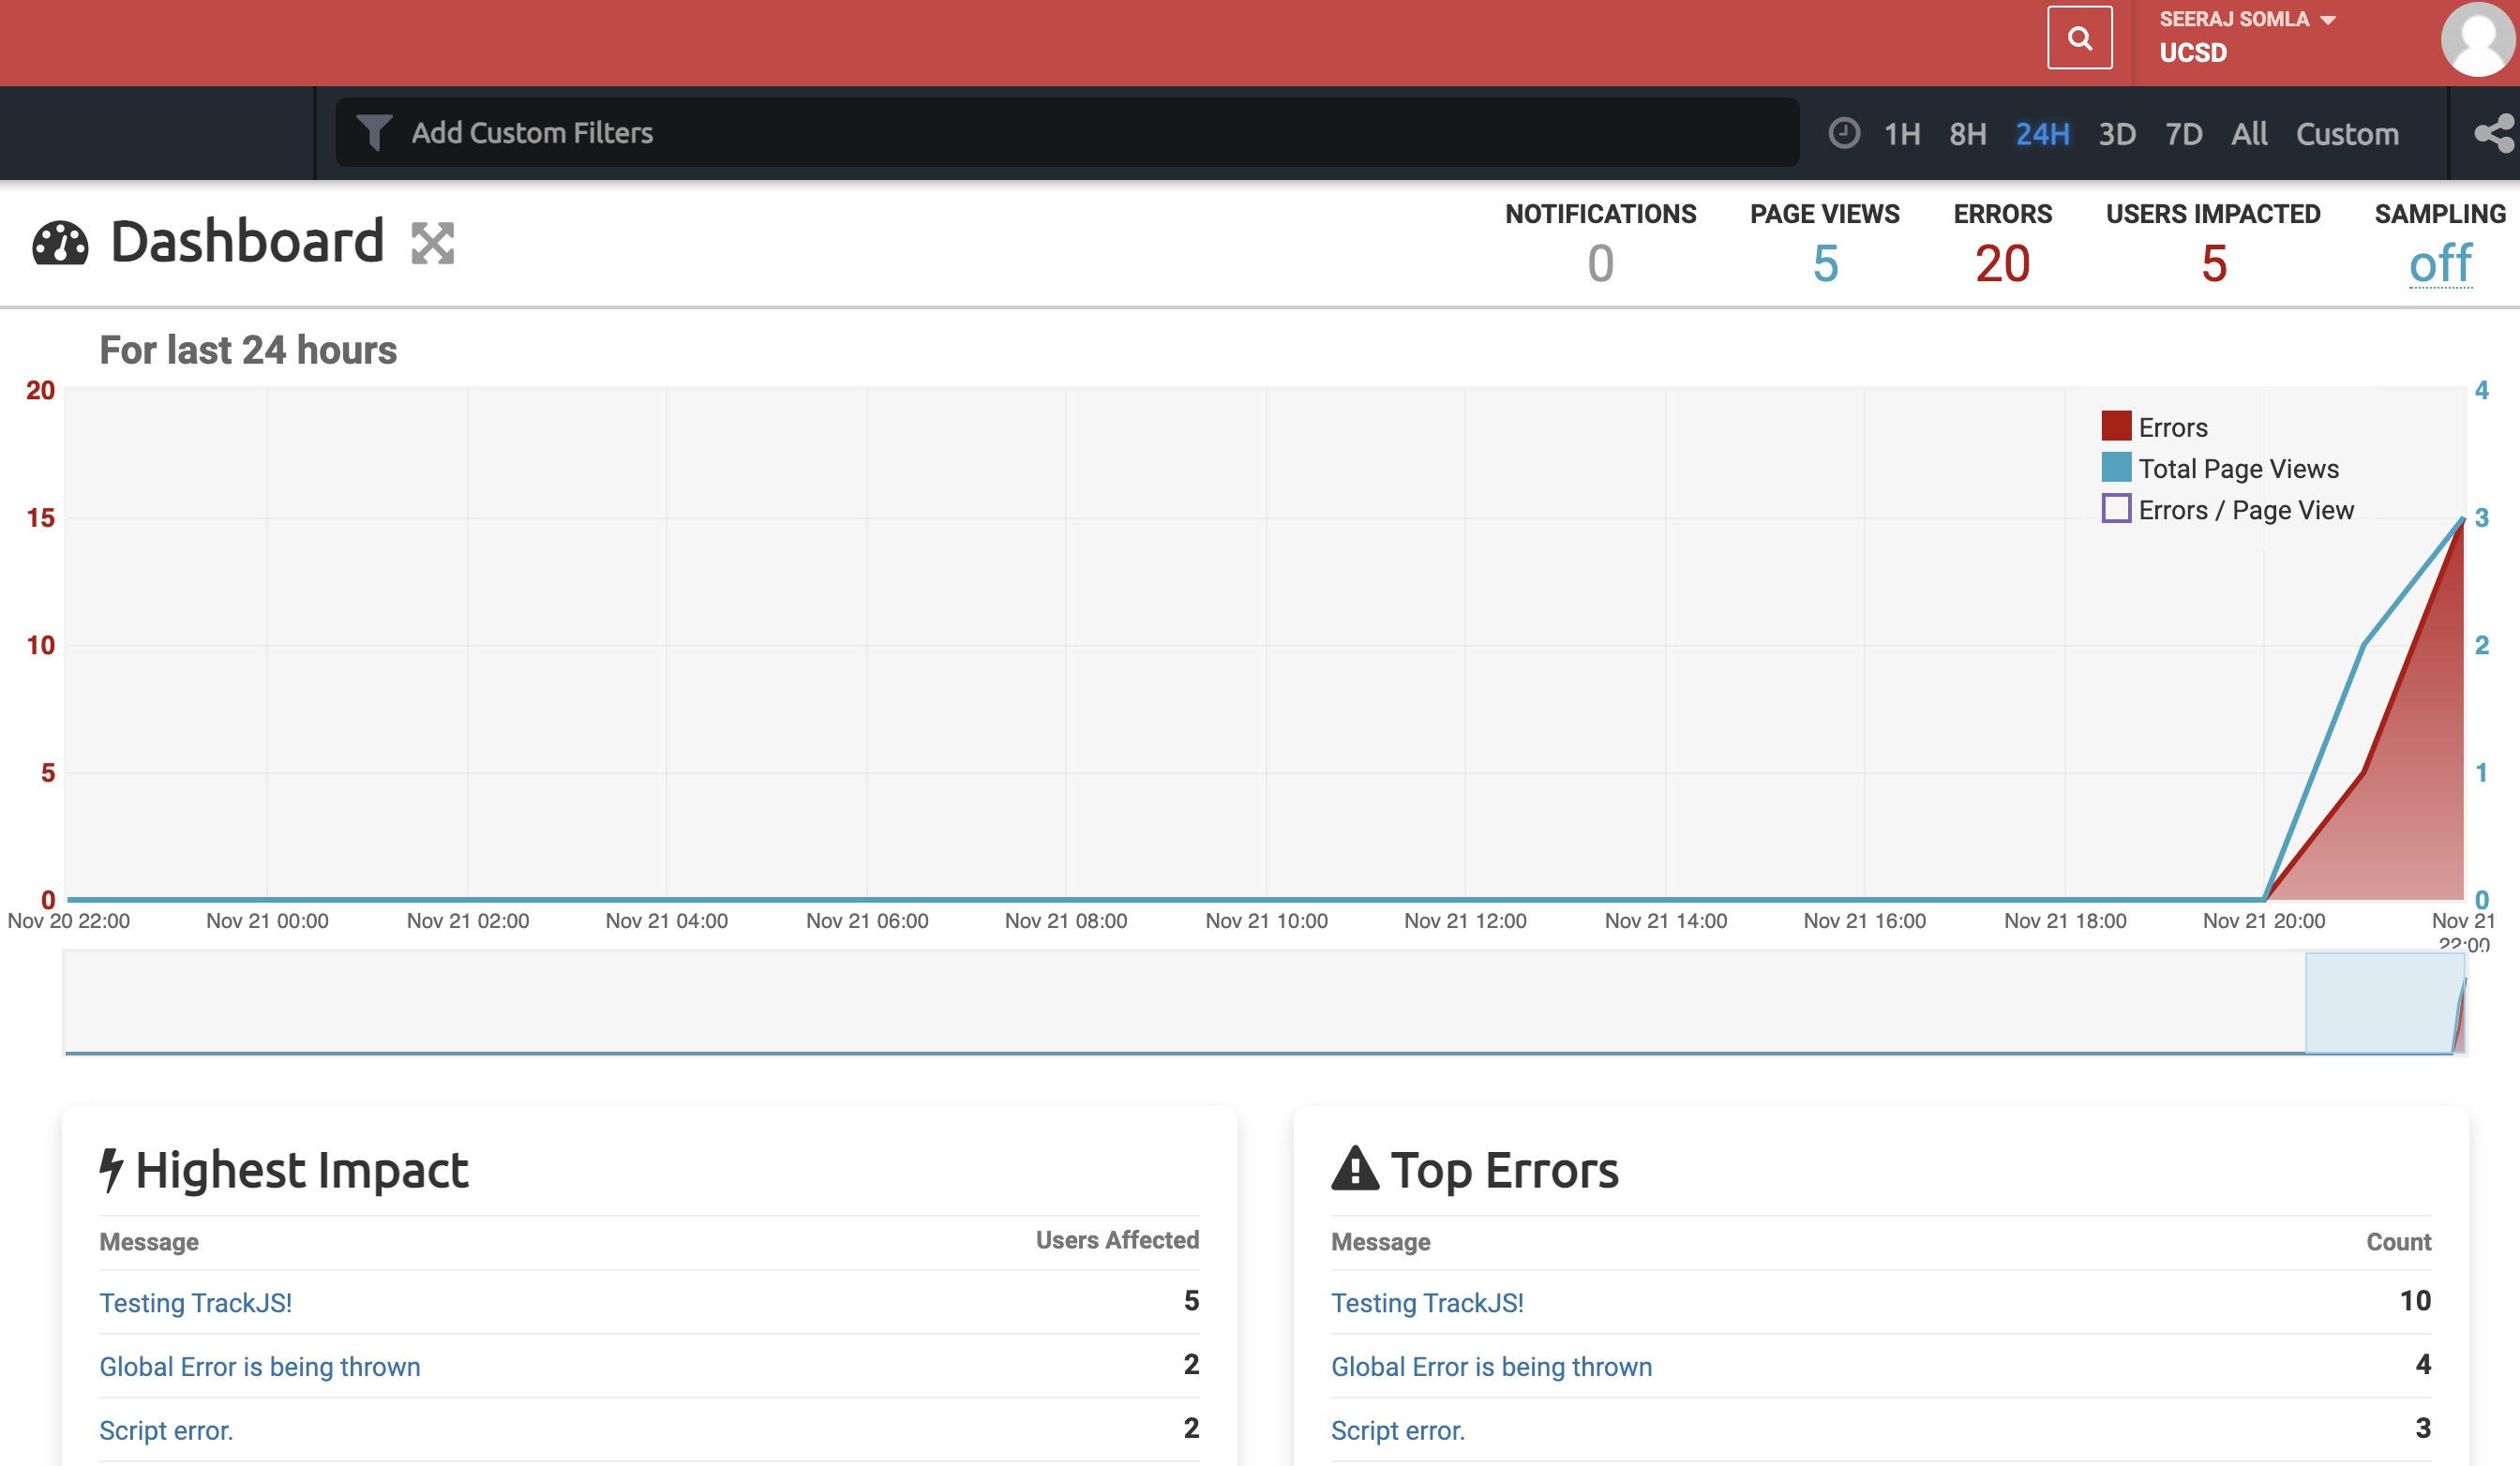 SEERAJ SOMLA
UCSD
Add Custom Filters
1H 8H 24H 3D 7D All Custom
Dashboard
NOTIFICATIONS PAGE VIEWS ERRORS USERS IMPACTED SAMPLING
0 5 20 5 off
For last 24 hours
20
15
10
5
0
4
3
2
1
0
Errors
Total Page Views
Errors / Page View
Nov 20 22:00 Nov 21 00:00 Nov 21 02:00 Nov 21 04:00 Nov 21 06:00 Nov 21 08:00 Nov 21 10:00 Nov 21 12:00 Nov 21 14:00 Nov 21 16:00 Nov 21 18:00 Nov 21 20:00 Nov 21
22:00
Highest Impact
Message Users Affected
Testing TrackJS! 5
Global Error is being thrown 2
Script error. 2
Top Errors
Message Count
Testing TrackJS! 10
Global Error is being thrown 4
Script error. 3